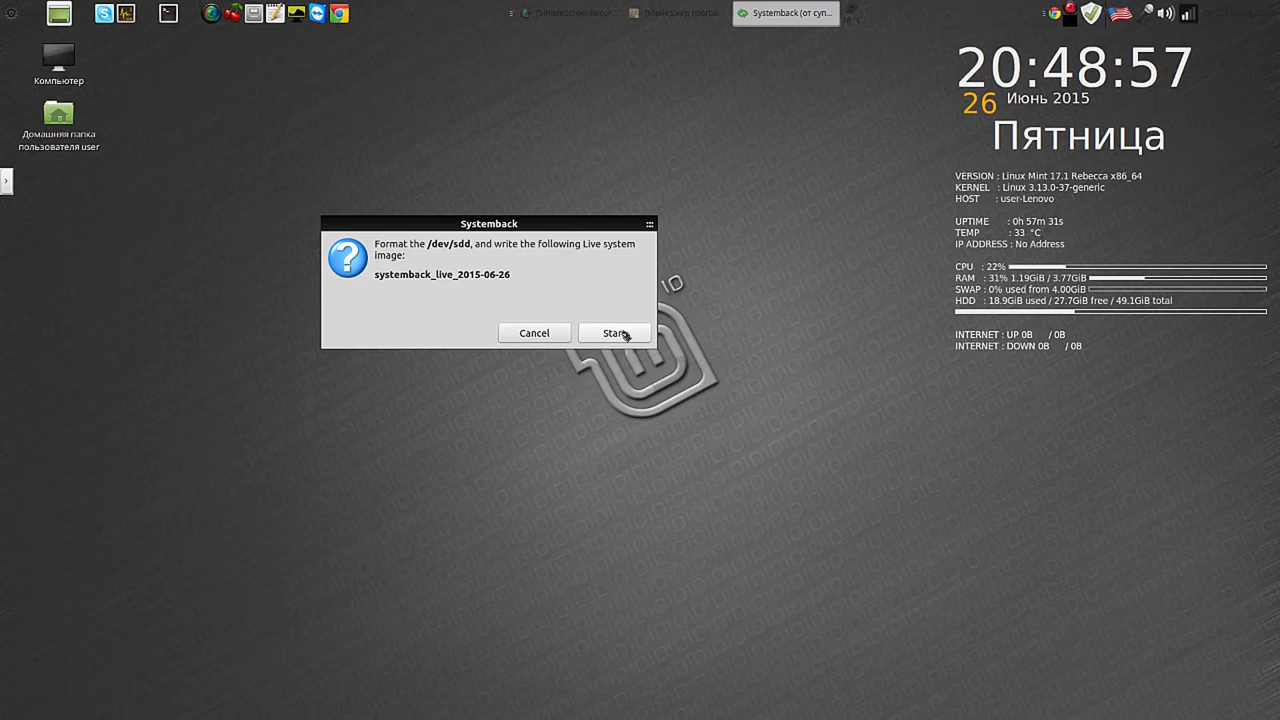 Systemback (от суп...
Компьютер
Домашняя папка
пользователя user
20:48:57
26 Июнь 2015
Пятница
VERSION : Linux Mint 17.1 Rebecca x86_64
KERNEL : Linux 3.13.0-37-generic
HOST : user-Lenovo
UPTIME : 0h 57m 31s
TEMP : 33 °C
IP ADDRESS : No Address
CPU : 22%
RAM : 31% 1.19GiB / 3.77GiB
SWAP : 0% used from 4.00GiB
HDD : 18.9GiB used / 27.7GiB free / 49.1GiB total
INTERNET : UP 0B / 0B
INTERNET : DOWN 0B / 0B
Systemback
Format the /dev/sdd, and write the following Live system
image:
systemback_live_2015-06-26
Cancel
Start